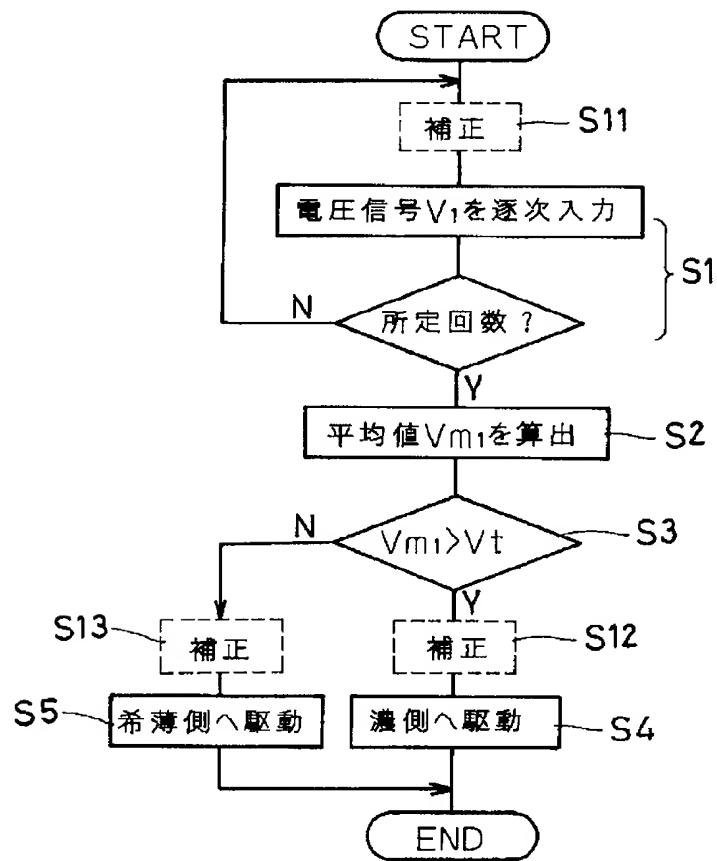 START
補正
S11
電圧信号V₁を逐次入力
S1
所定回数?
N
Y
平均値Vm₁を算出
S2
Vm₁>Vt
S3
N
Y
S13
補正
補正
S12
S5
希薄側へ駆動
濃側へ駆動
S4
END